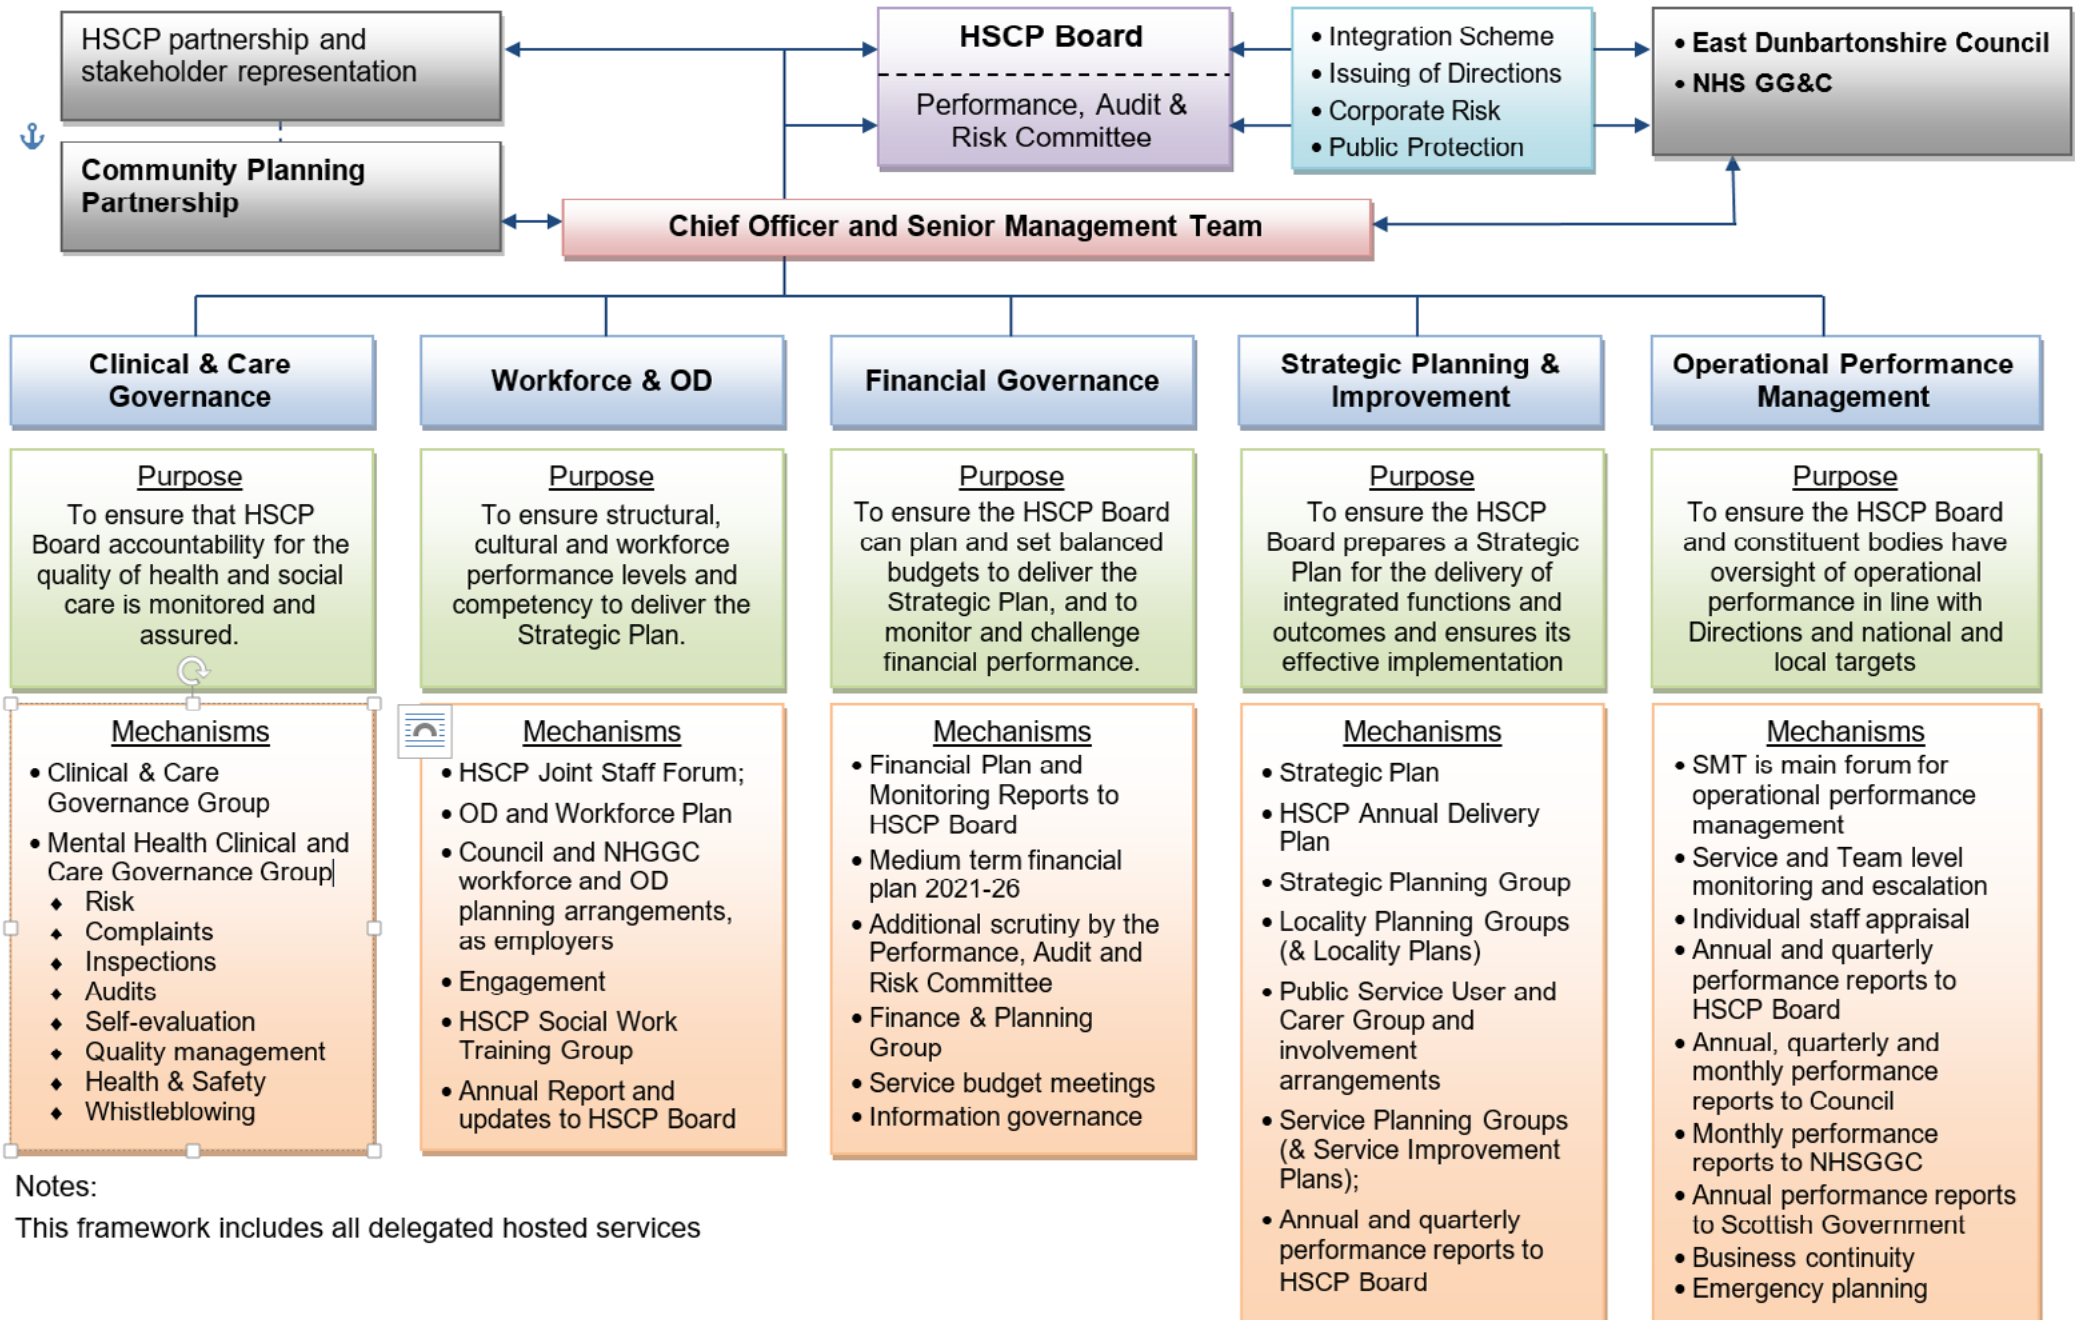 HSCP partnership and
stakeholder representation
Community Planning
Partnership
HSCP Board
Performance, Audit &
Risk Committee
• Integration Scheme
• Issuing of Directions
• Corporate Risk
• Public Protection
• East Dunbartonshire Council
• NHS GG&C
Chief Officer and Senior Management Team
Clinical & Care
Governance
Purpose
To ensure that HSCP
Board accountability for the
quality of health and social
care is monitored and
assured.
Mechanisms
• Clinical & Care
Governance Group
• Mental Health Clinical and
Care Governance Group
♦ Risk
♦ Complaints
♦ Inspections
♦ Audits
♦ Self-evaluation
♦ Quality management
♦ Health & Safety
♦ Whistleblowing
Workforce & OD
Purpose
To ensure structural,
cultural and workforce
performance levels and
competency to deliver the
Strategic Plan.
Mechanisms
• HSCP Joint Staff Forum;
• OD and Workforce Plan
• Council and NHGGC
workforce and OD
planning arrangements,
as employers
• Engagement
• HSCP Social Work
Training Group
• Annual Report and
updates to HSCP Board
Financial Governance
Purpose
To ensure the HSCP Board
can plan and set balanced
budgets to deliver the
Strategic Plan, and to
monitor and challenge
financial performance.
Mechanisms
• Financial Plan and
Monitoring Reports to
HSCP Board
• Medium term financial
plan 2021-26
• Additional scrutiny by the
Performance, Audit and
Risk Committee
• Finance & Planning
Group
• Service budget meetings
• Information governance
Strategic Planning &
Improvement
Purpose
To ensure the HSCP
Board prepares a Strategic
Plan for the delivery of
integrated functions and
outcomes and ensures its
effective implementation
Mechanisms
• Strategic Plan
• HSCP Annual Delivery
Plan
• Strategic Planning Group
• Locality Planning Groups
(& Locality Plans)
• Public Service User and
Carer Group and
involvement
arrangements
• Service Planning Groups
(& Service Improvement
Plans);
• Annual and quarterly
performance reports to
HSCP Board
Operational Performance
Management
Purpose
To ensure the HSCP Board
and constituent bodies have
oversight of operational
performance in line with
Directions and national and
local targets
Mechanisms
• SMT is main forum for
operational performance
management
• Service and Team level
monitoring and escalation
• Individual staff appraisal
• Annual and quarterly
performance reports to
HSCP Board
• Annual, quarterly and
monthly performance
reports to Council
• Monthly performance
reports to NHSGGC
• Annual performance reports
to Scottish Government
• Business continuity
• Emergency planning
Notes:
This framework includes all delegated hosted services